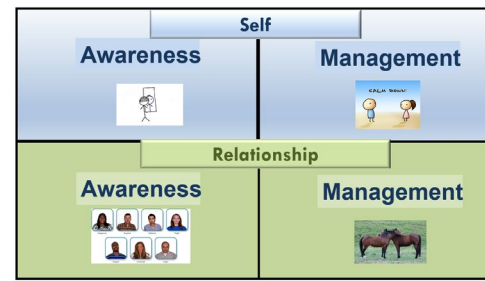 Self
Awareness
Management
CALM DOWN!
Relationship
Awareness
Management